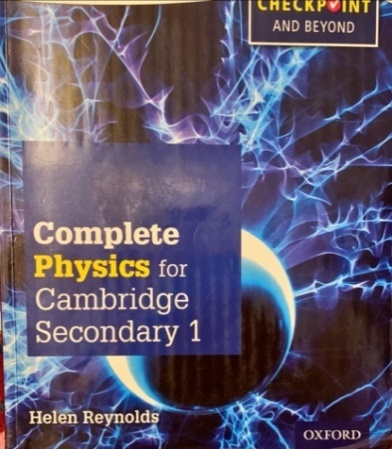 CHECKPOINT
AND BEYOND
Complete
Physics for
Cambridge
Secondary 1
Helen Reynolds
OXFORD